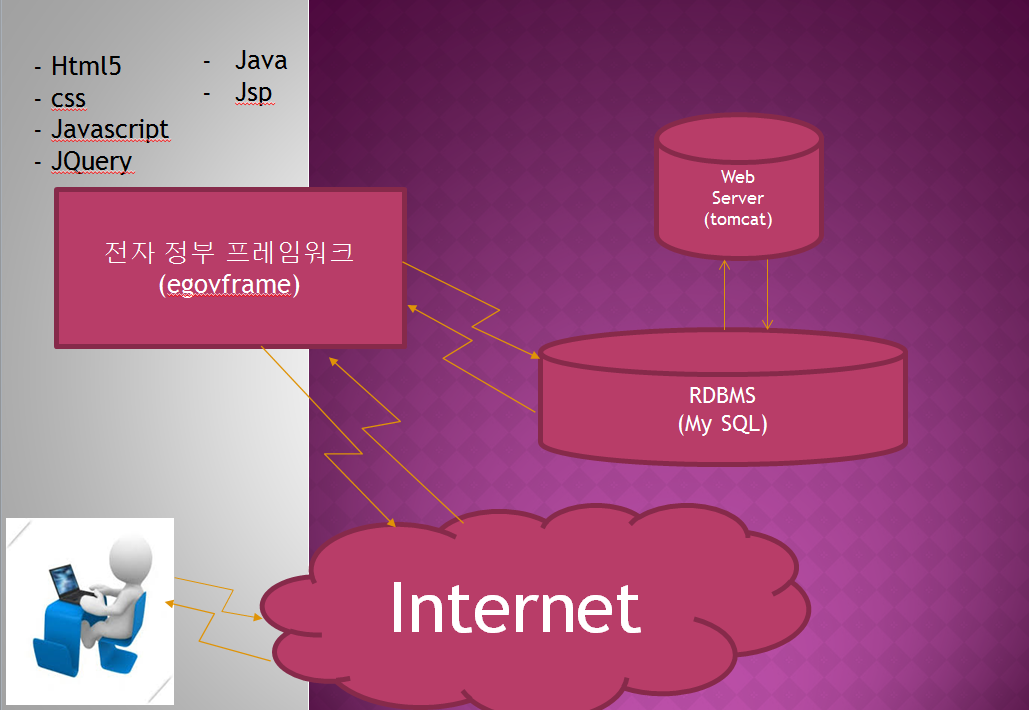 - Html5
- css
- Javascript
- JQuery
- Java
- Jsp
전자 정부 프레임워크
(egovframe)
Web
Server
(tomcat)
RDBMS
(My SQL)
Internet